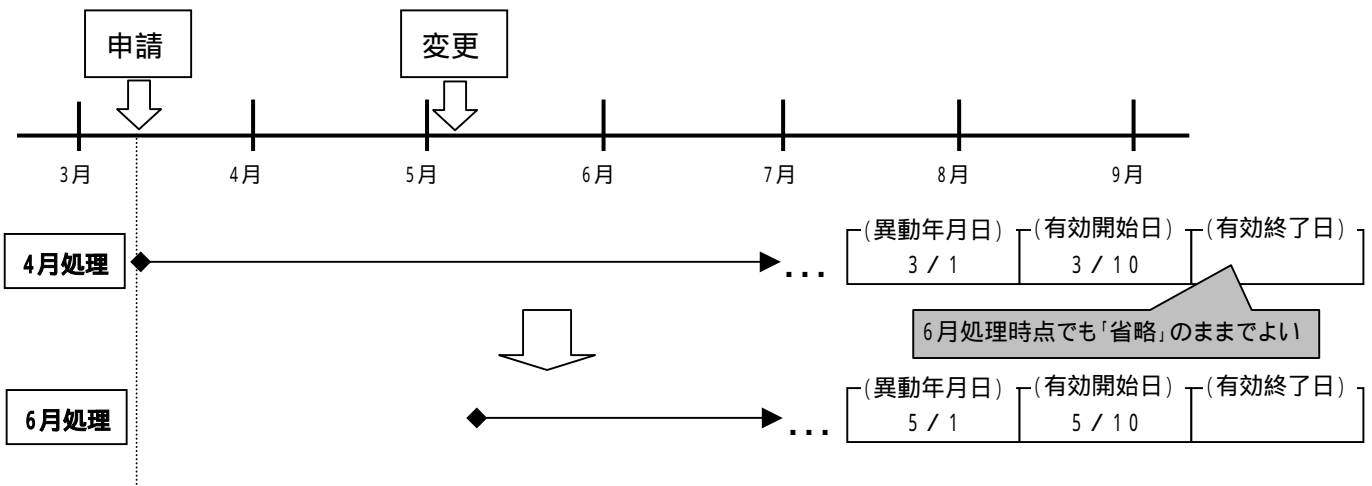 申請
変更
3月
4月
5月
6月
7月
8月
9月
(異動年月日)
(有効開始日)
(有効終了日)
4月処理
...
3/1
3/10
6月処理時点でも「省略」のままでよい
(異動年月日)
(有効開始日)
(有効終了日)
6月処理
...
5/1
5/10